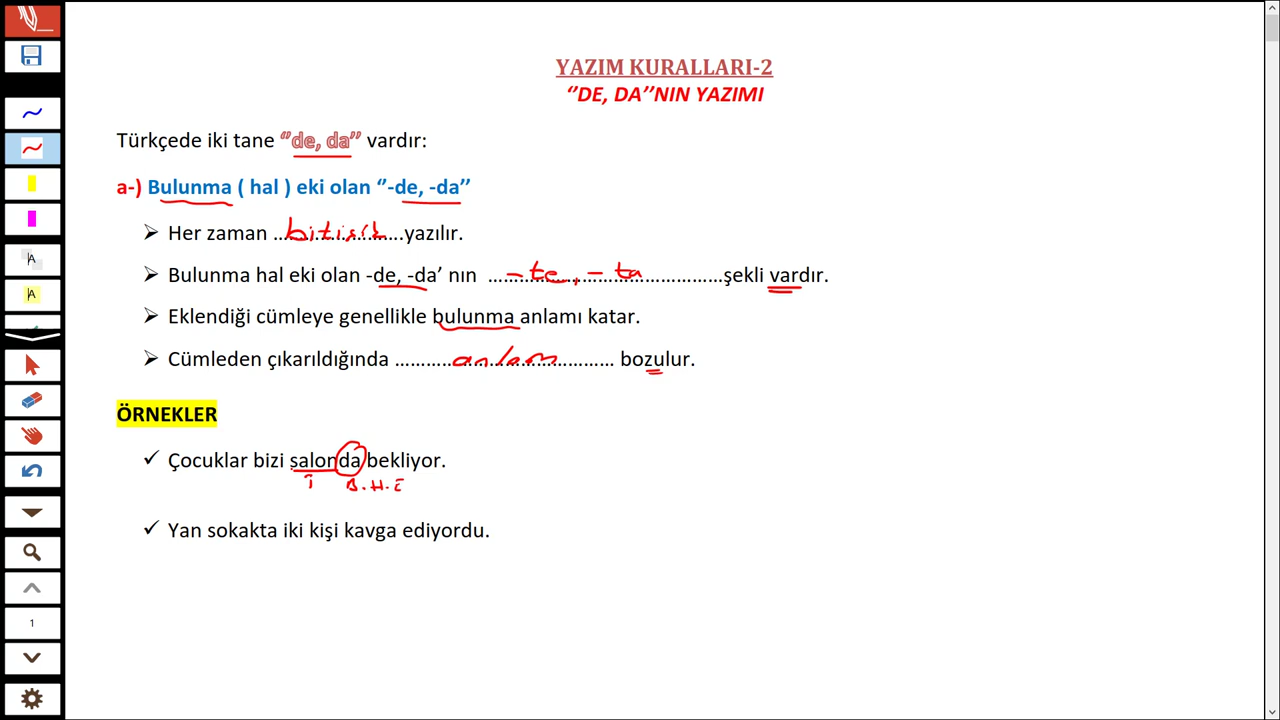 YAZIM KURALLARI-2
‘’DE, DA’’NIN YAZIMI
Türkçede iki tane ‘’de, da’’ vardır:
a-) Bulunma ( hal ) eki olan ‘’-de, -da’’
Her zaman ...bitişik...yazılır.
Bulunma hal eki olan -de, -da’ nın ...-te, -ta...şekli vardır.
Eklendiği cümleye genellikle bulunma anlamı katar.
Cümleden çıkarıldığında ...anlam... bozulur.
ÖRNEKLER
Çocuklar bizi salonda bekliyor.
İ B.H.E
Yan sokakta iki kişi kavga ediyordu.
A
A
1